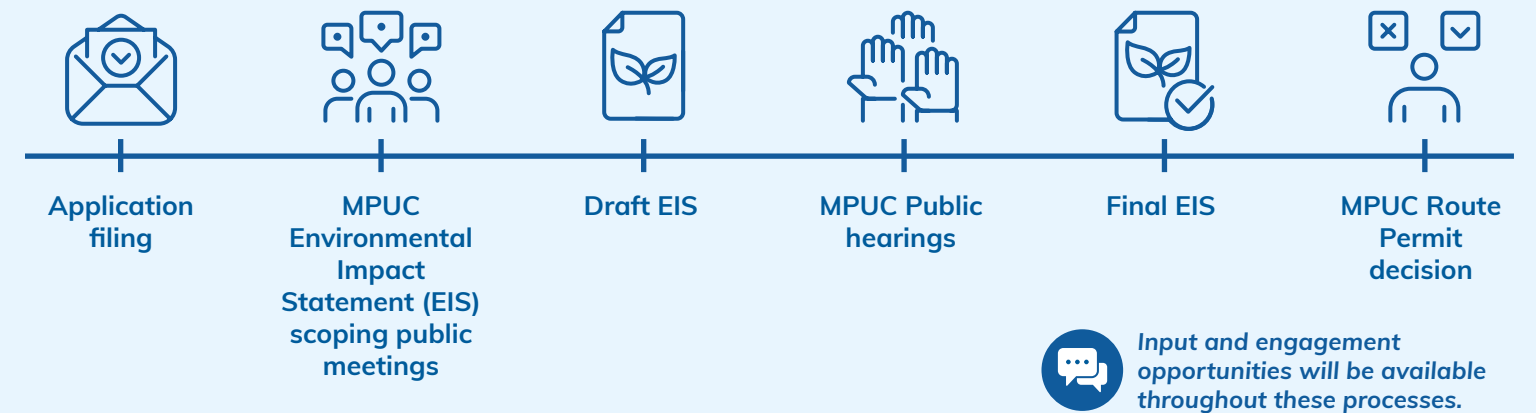 Application
filing
MPUC
Environmental
Impact
Statement (EIS)
scoping public
meetings
Draft EIS
MPUC Public
hearings
Final EIS
MPUC Route
Permit
decision
Input and engagement
opportunities will be available
throughout these processes.